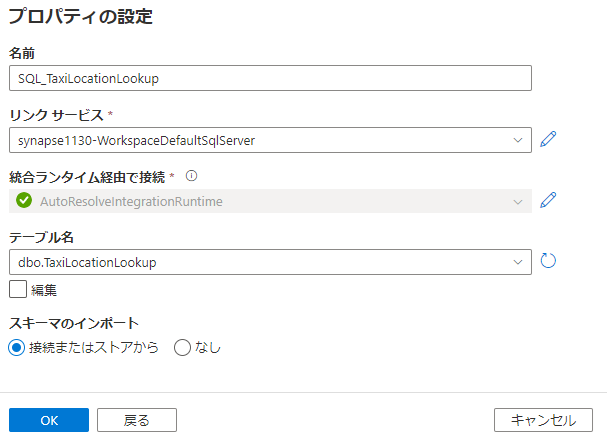 プロパティの設定
名前
SQL_TaxiLocationLookup
リンク サービス *
synapse1130-WorkspaceDefaultSqlServer
統合ランタイム経由で接続 *
AutoResolveIntegrationRuntime
テーブル名
dbo.TaxiLocationLookup
編集
スキーマのインポート
接続またはストアから なし
OK 戻る キャンセル